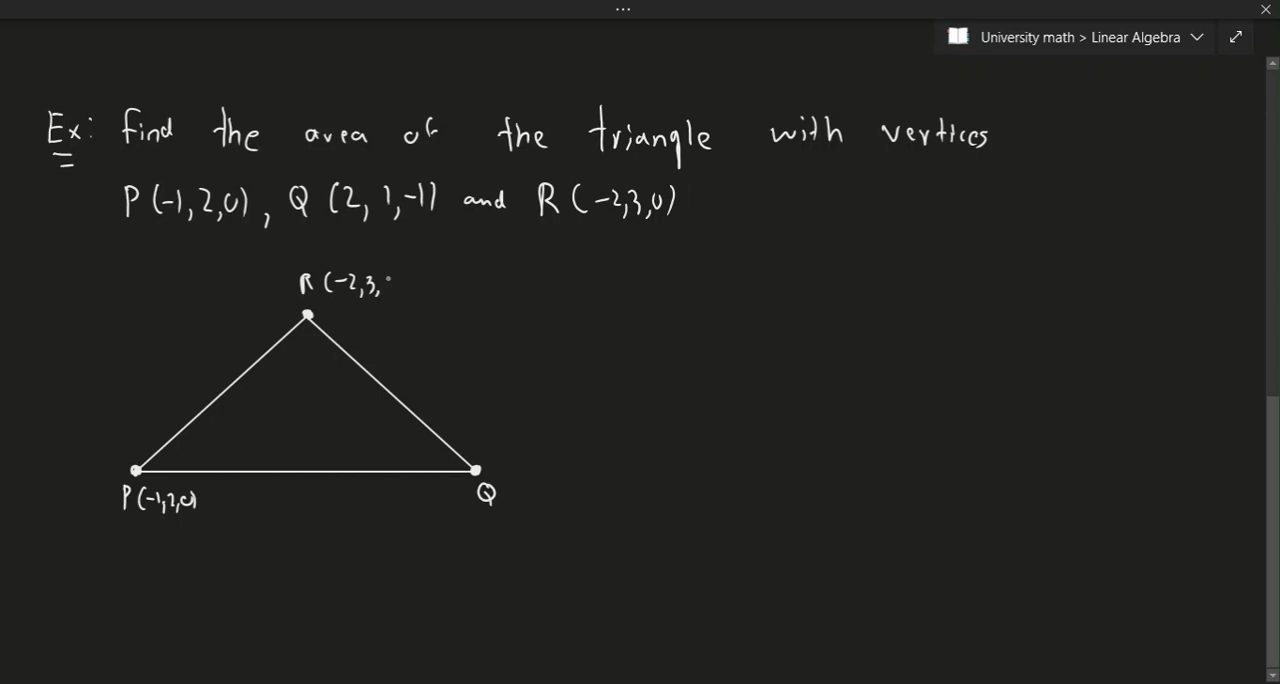 University math > Linear Algebra
Ex: find the area of the triangle with vertices
P(-1,2,0), Q (2, 1,-1) and R (-2,3,0)
R (-2,3,
P(-1,2,0)
Q